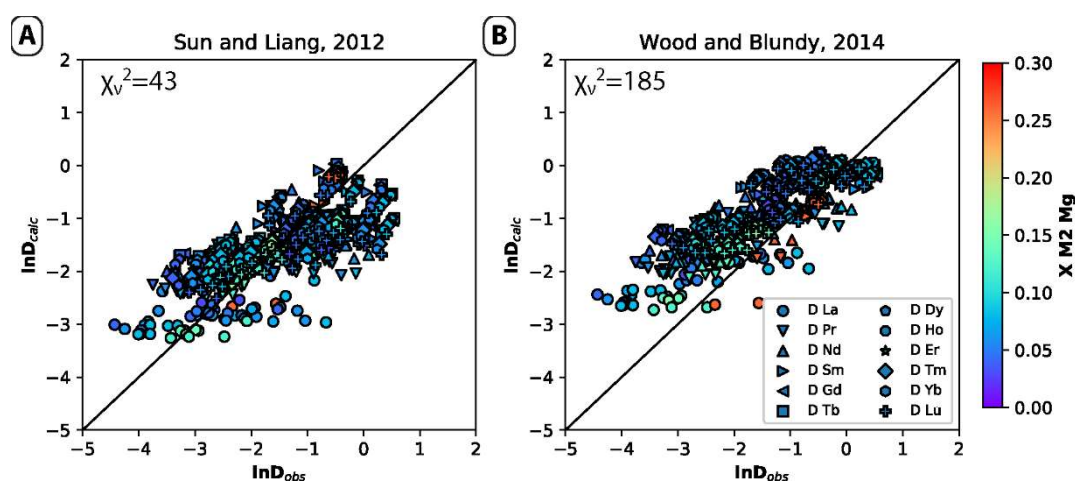 A
Sun and Liang, 2012
χν²=43
2
1
0
−1
−2
−3
−4
−5
lnDcalc
−5 −4 −3 −2 −1 0 1 2
lnDobs
B
Wood and Blundy, 2014
χν²=185
2
1
0
−1
−2
−3
−4
−5
lnDcalc
−5 −4 −3 −2 −1 0 1 2
lnDobs
D La
D Pr
D Nd
D Sm
D Gd
D Tb
D Dy
D Ho
D Er
D Tm
D Yb
D Lu
0.30
0.25
0.20
0.15
0.10
0.05
0.00
X M2 Mg